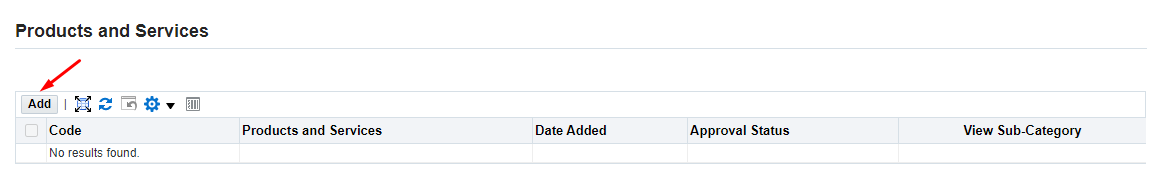 Products and Services
Add
Code Products and Services Date Added Approval Status View Sub-Category
No results found.